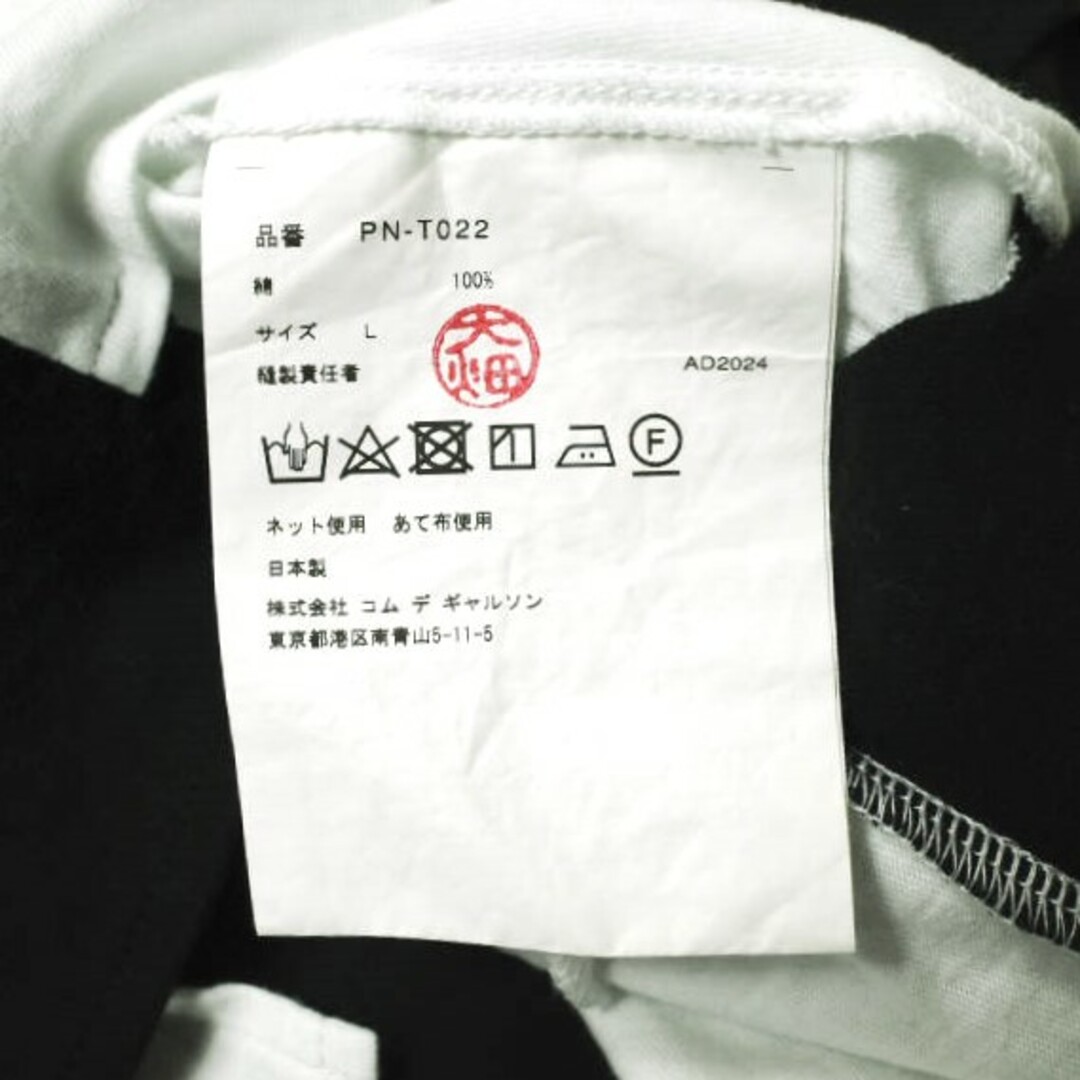 品番 PN-T022
綿 100%
サイズ L
縫製責任者 大畑
AD2024
F
ネット使用 あて布使用
日本製
株式会社 コム デ ギャルソン
東京都港区南青山5-11-5